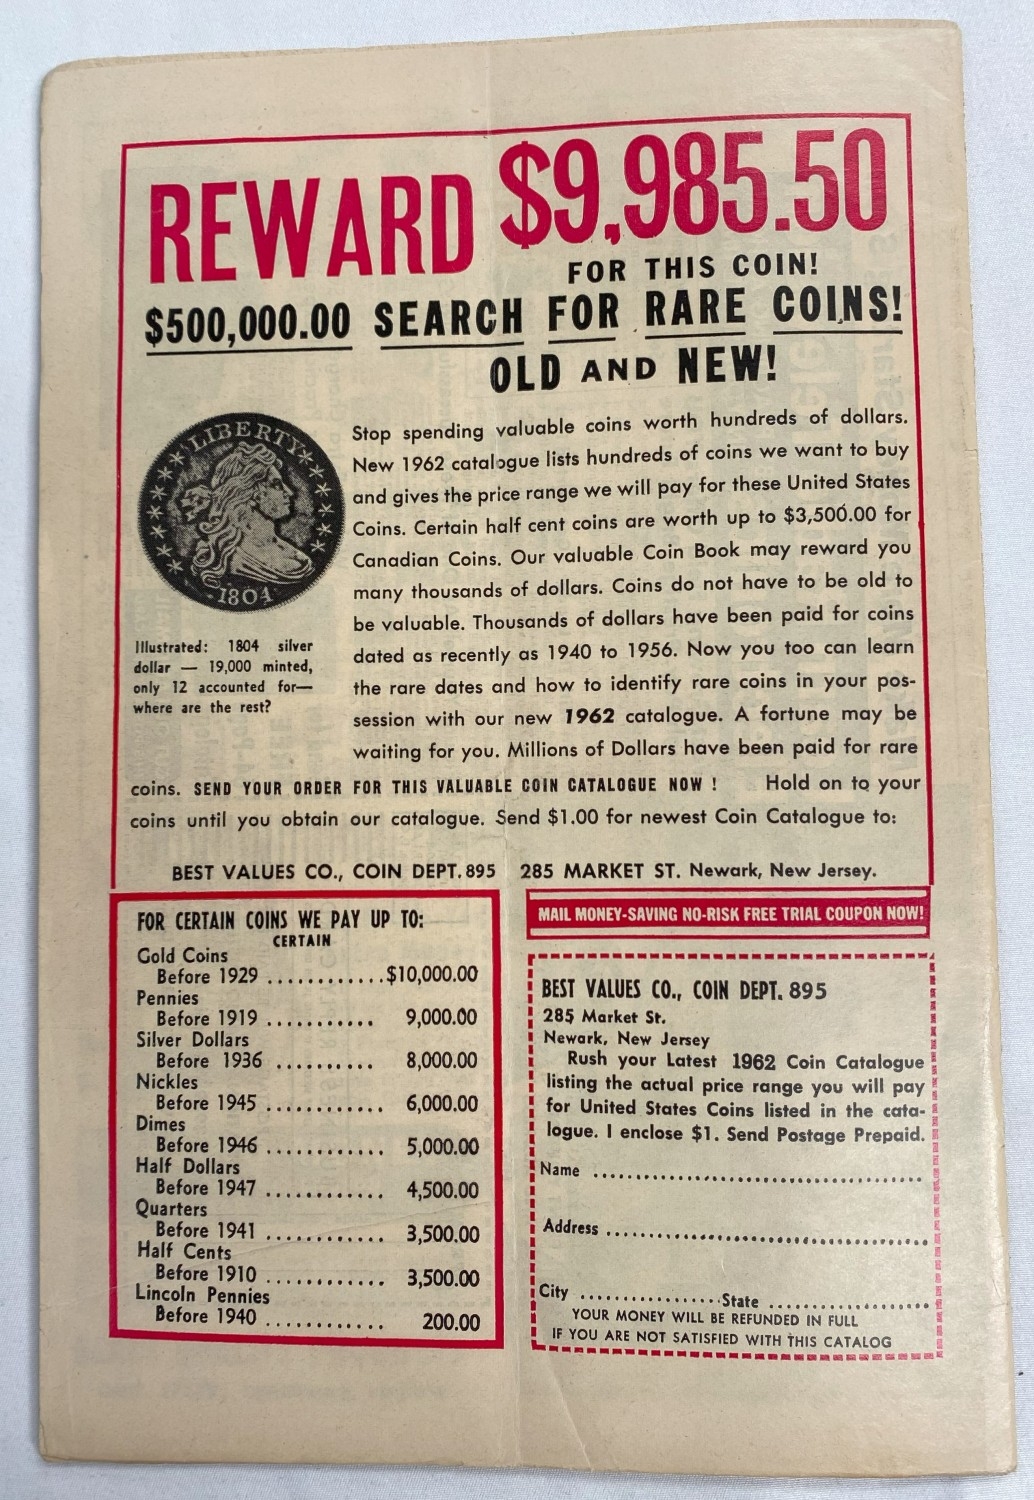 REWARD $9,985.50
FOR THIS COIN!
$500,000.00 SEARCH FOR RARE COINS!
OLD AND NEW!
LIBERTY
1804
Illustrated: 1804 silver
dollar — 19,000 minted,
only 12 accounted for—
where are the rest?
Stop spending valuable coins worth hundreds of dollars.
New 1962 catalogue lists hundreds of coins we want to buy
and gives the price range we will pay for these United States
Coins. Certain half cent coins are worth up to $3,500.00 for
Canadian Coins. Our valuable Coin Book may reward you
many thousands of dollars. Coins do not have to be old to
be valuable. Thousands of dollars have been paid for coins
dated as recently as 1940 to 1956. Now you too can learn
the rare dates and how to identify rare coins in your pos-
session with our new 1962 catalogue. A fortune may be
waiting for you. Millions of Dollars have been paid for rare
coins. SEND YOUR ORDER FOR THIS VALUABLE COIN CATALOGUE NOW ! Hold on to your
coins until you obtain our catalogue. Send $1.00 for newest Coin Catalogue to:
BEST VALUES CO., COIN DEPT. 895 285 MARKET ST. Newark, New Jersey.
FOR CERTAIN COINS WE PAY UP TO:
CERTAIN
Gold Coins
Before 1929 ............$10,000.00
Pennies
Before 1919 ........... 9,000.00
Silver Dollars
Before 1936 ........... 8,000.00
Nickles
Before 1945 ............ 6,000.00
Dimes
Before 1946 ............ 5,000.00
Half Dollars
Before 1947 ............ 4,500.00
Quarters
Before 1941 ............ 3,500.00
Half Cents
Before 1910 ............ 3,500.00
Lincoln Pennies
Before 1940 ............ 200.00
MAIL MONEY-SAVING NO-RISK FREE TRIAL COUPON NOW!
BEST VALUES CO., COIN DEPT. 895
285 Market St.
Newark, New Jersey
Rush your Latest 1962 Coin Catalogue
listing the actual price range you will pay
for United States Coins listed in the cata-
logue. I enclose $1. Send Postage Prepaid.
Name ........................................
Address ........................................
City ....................State ....................
YOUR MONEY WILL BE REFUNDED IN FULL
IF YOU ARE NOT SATISFIED WITH THIS CATALOG